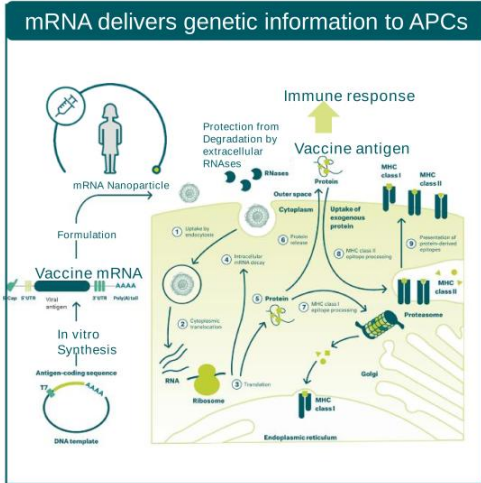 mRNA delivers genetic information to APCs
Immune response
Protection from
Degradation by
extracellular
RNAses
Vaccine antigen
RNases
Protein
MHC
class I
MHC
class II
mRNA Nanoparticle
Outer space
Cytoplasm
Uptake of
exogenous
protein
1 Uptake by
endocytosis
6 Protein
release
4 Intracellular
mRNA decay
8 MHC class II
epitope processing
9 Presentation of
protein-derived
epitopes
Formulation
Vaccine mRNA
5'UTR
Viral
antigen
3'UTR
AAAA
Poly(A) tail
MHC
class II
5 Protein
7 MHC class I
epitope processing
Proteasome
2 Cytoplasmic
translocation
In vitro
Synthesis
RNA
Ribosome
3 Translation
Golgi
Antigen-coding sequence
T7
AAAA
MHC
class I
DNA template
Endoplasmic reticulum